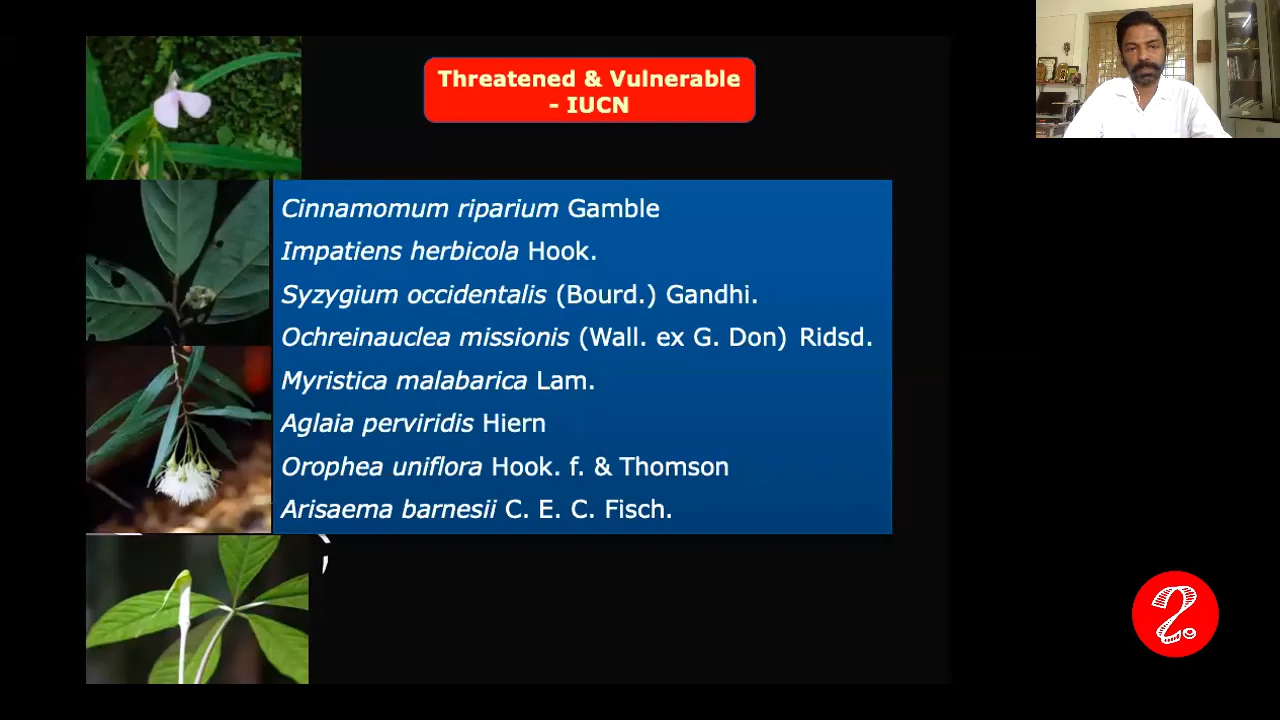 Threatened & Vulnerable
- IUCN
Cinnamomum riparium Gamble
Impatiens herbicola Hook.
Syzygium occidentalis (Bourd.) Gandhi.
Ochreinauclea missionis (Wall. ex G. Don) Ridsd.
Myristica malabarica Lam.
Aglaia perviridis Hiern
Orophea uniflora Hook. f. & Thomson
Arisaema barnesii C. E. C. Fisch.